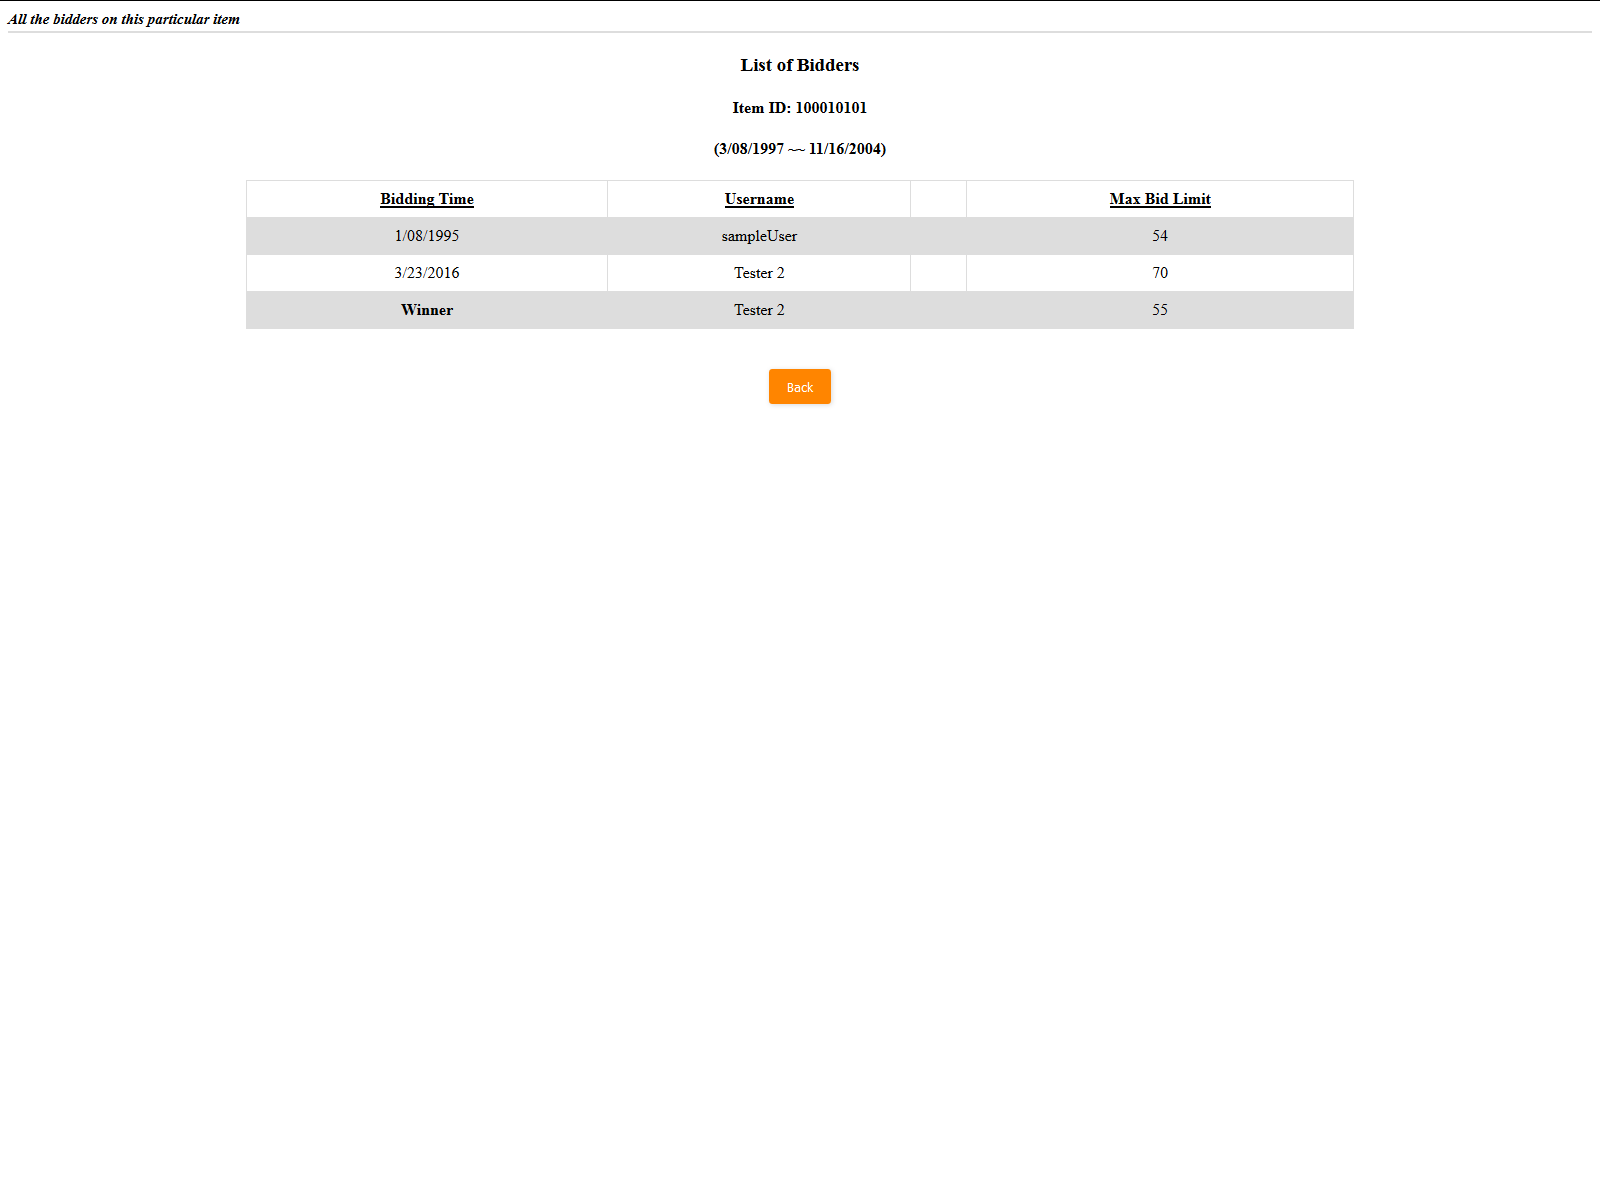 All the bidders on this particular item
List of Bidders
Item ID: 100010101
(3/08/1997 ~~ 11/16/2004)
Bidding Time Username Max Bid Limit
1/08/1995 sampleUser 54
3/23/2016 Tester 2 70
Winner Tester 2 55
Back